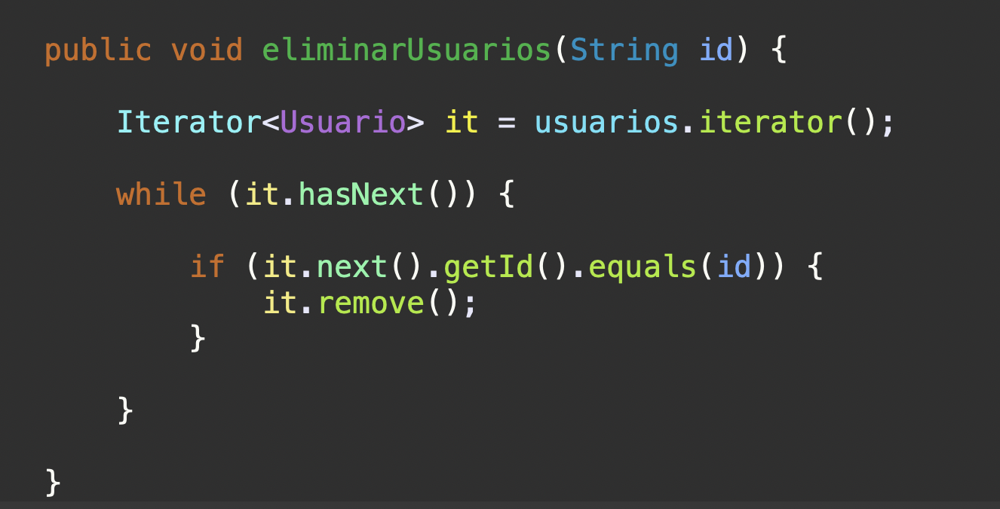 public void eliminarUsuarios(String id) {
Iterator<Usuario> it = usuarios.iterator();
while (it.hasNext()) {
if (it.next().getId().equals(id)) {
it.remove();
}
}
}